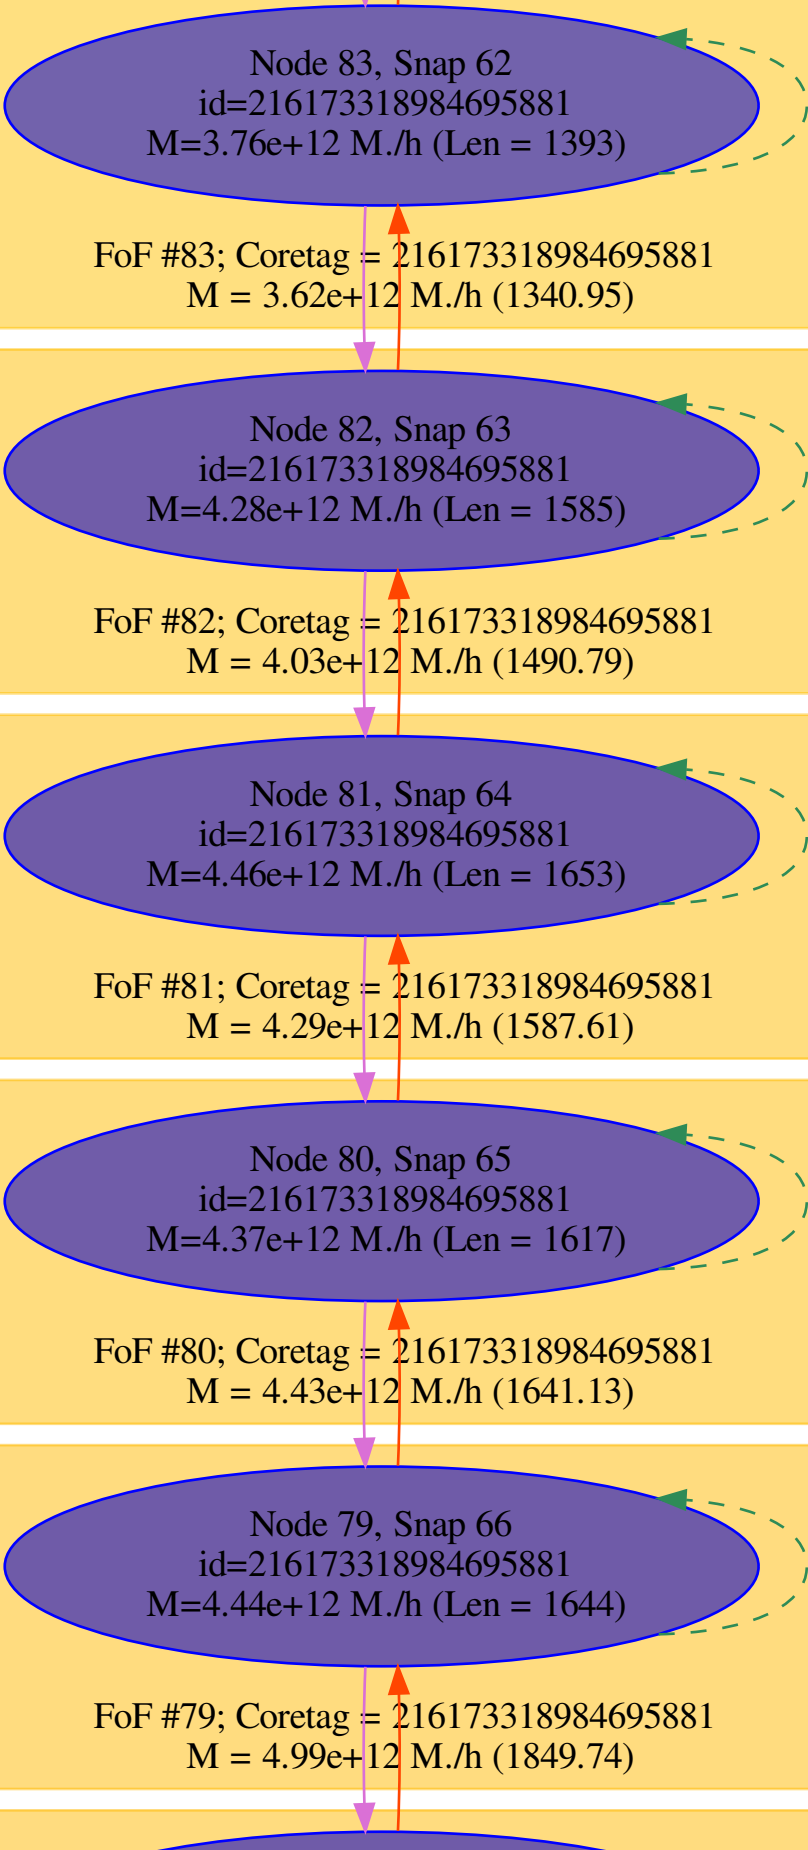 Node 83, Snap 62
id=216173318984695881
M=3.76e+12 M./h (Len = 1393)
FoF #83; Coretag = 216173318984695881
M = 3.62e+12 M./h (1340.95)
Node 82, Snap 63
id=216173318984695881
M=4.28e+12 M./h (Len = 1585)
FoF #82; Coretag = 216173318984695881
M = 4.03e+12 M./h (1490.79)
Node 81, Snap 64
id=216173318984695881
M=4.46e+12 M./h (Len = 1653)
FoF #81; Coretag = 216173318984695881
M = 4.29e+12 M./h (1587.61)
Node 80, Snap 65
id=216173318984695881
M=4.37e+12 M./h (Len = 1617)
FoF #80; Coretag = 216173318984695881
M = 4.43e+12 M./h (1641.13)
Node 79, Snap 66
id=216173318984695881
M=4.44e+12 M./h (Len = 1644)
FoF #79; Coretag = 216173318984695881
M = 4.99e+12 M./h (1849.74)